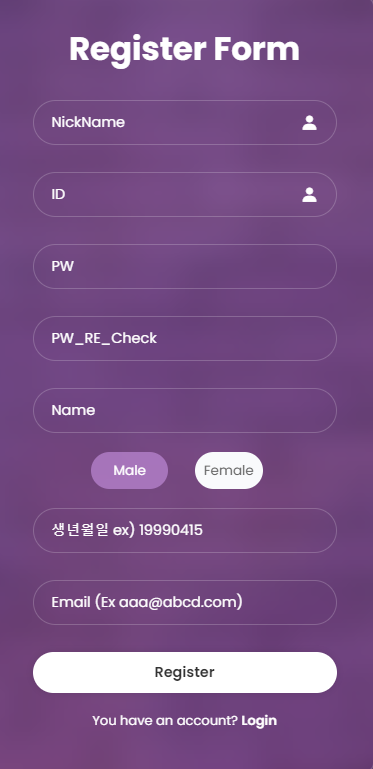 Register Form
NickName
ID
PW
PW_RE_Check
Name
Male Female
생년월일 ex) 19990415
Email (Ex aaa@abcd.com)
Register
You have an account? Login